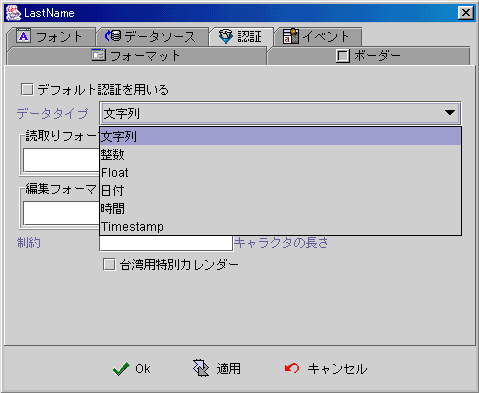 LastName
フォント データソース 認証 イベント
フォーマット ボーダー
デフォルト認証を用いる
データタイプ 文字列
読取りフォー
文字列
整数
Float
日付
編集フォーマ
時間
Timestamp
制約 キャラクタの長さ
台湾用特別カレンダー
Ok 適用 キャンセル